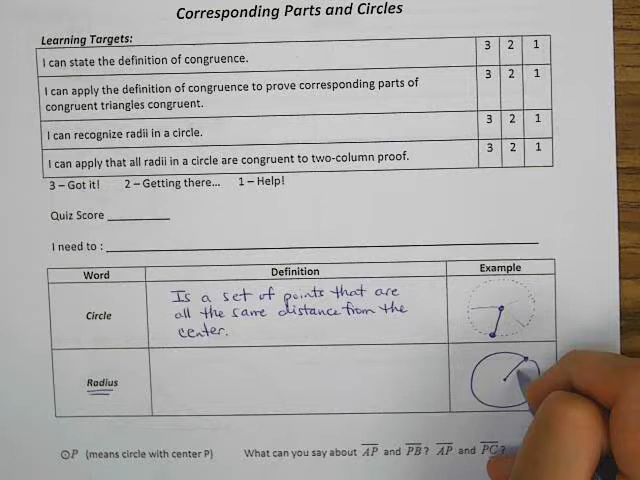 Corresponding Parts and Circles
Learning Targets:
I can state the definition of congruence. 3 2 1
I can apply the definition of congruence to prove corresponding parts of
congruent triangles congruent. 3 2 1
I can recognize radii in a circle. 3 2 1
I can apply that all radii in a circle are congruent to two-column proof. 3 2 1
3 – Got it! 2 – Getting there... 1 – Help!
Quiz Score
I need to :
Word Definition Example
Circle
Is a set of points that are
all the same distance from the
center.
Radius
⊙P (means circle with center P) What can you say about AP and PB? AP and PC?